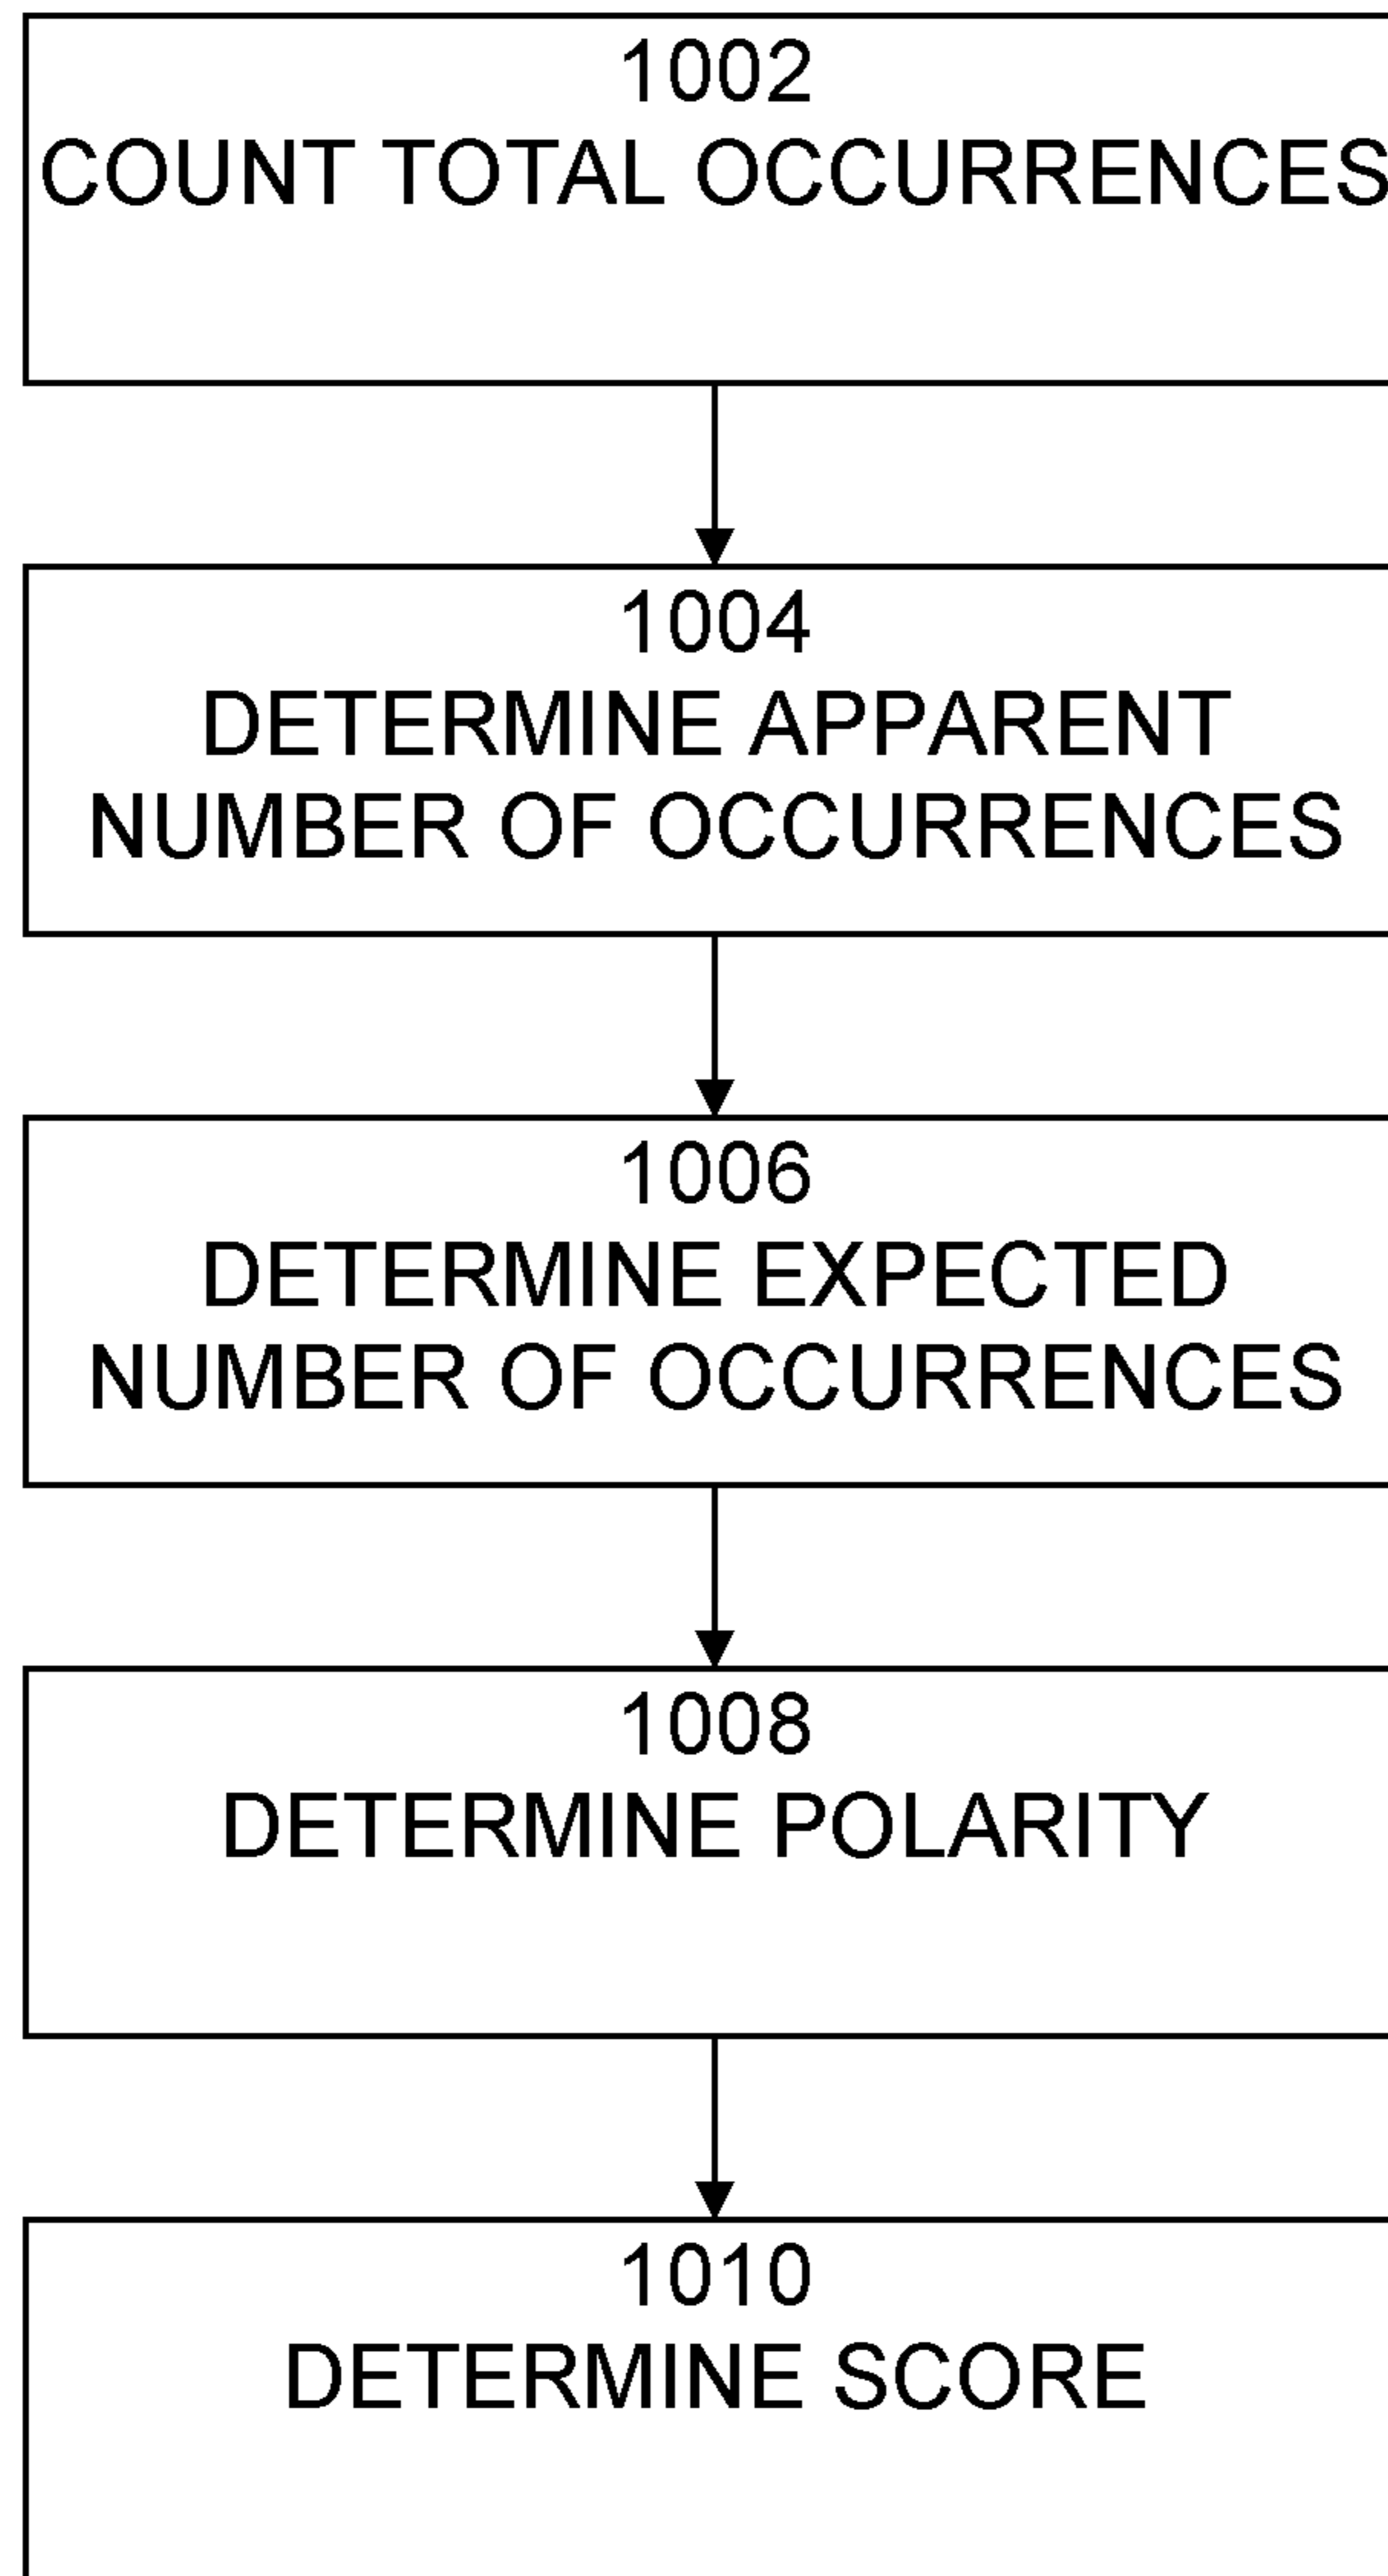 1002
COUNT TOTAL OCCURRENCES
1004
DETERMINE APPARENT
NUMBER OF OCCURRENCES
1006
DETERMINE EXPECTED
NUMBER OF OCCURRENCES
1008
DETERMINE POLARITY
1010
DETERMINE SCORE